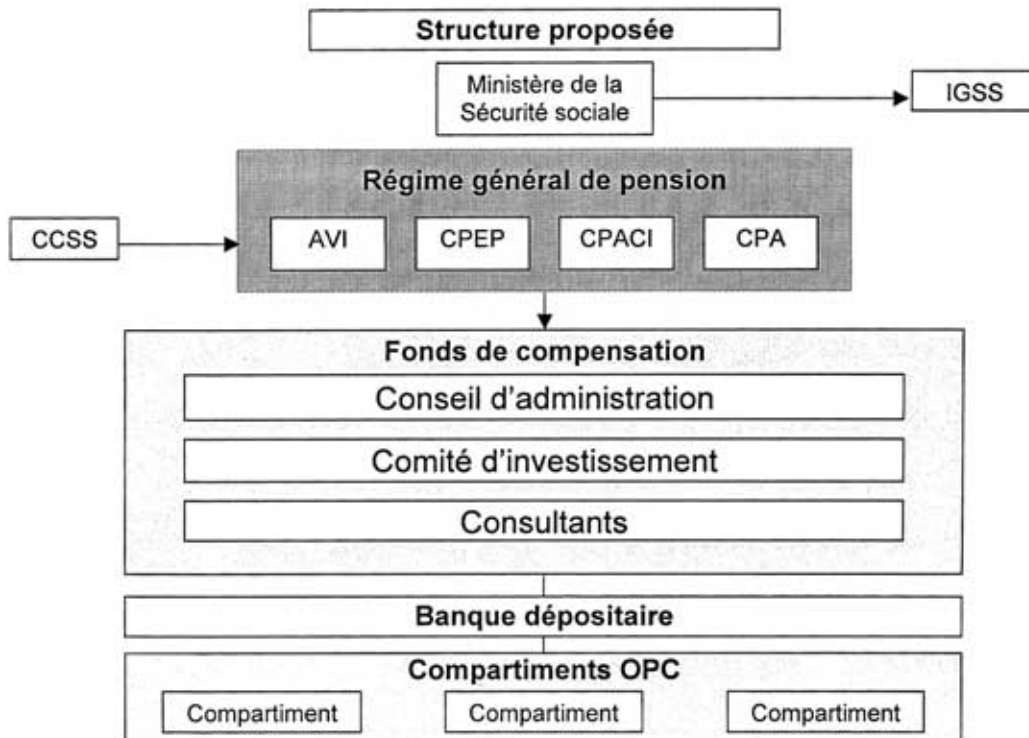 Structure proposée
Ministère de la
Sécurité sociale
IGSS
Régime général de pension
CCSS
AVI
CPEP
CPACI
CPA
Fonds de compensation
Conseil d'administration
Comité d'investissement
Consultants
Banque dépositaire
Compartiments OPC
Compartiment
Compartiment
Compartiment